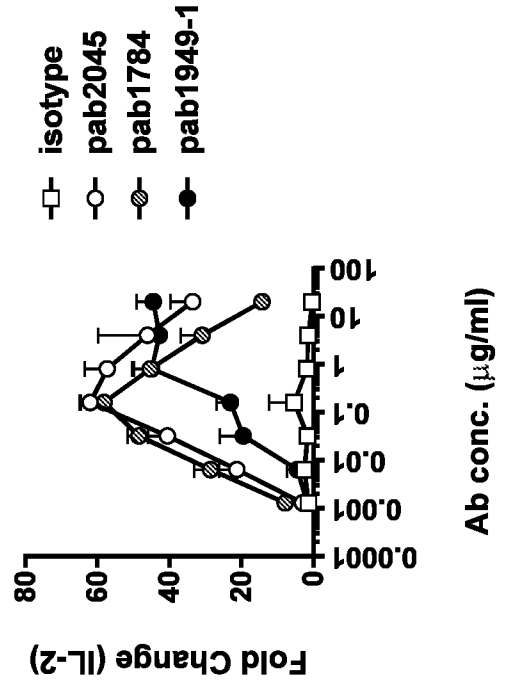 isotype
pab2045
pab1784
pab1949-1
Fold Change (IL-2)
80
60
40
20
0
0.0001
0.001
0.01
0.1
1
10
100
Ab conc. (µg/ml)